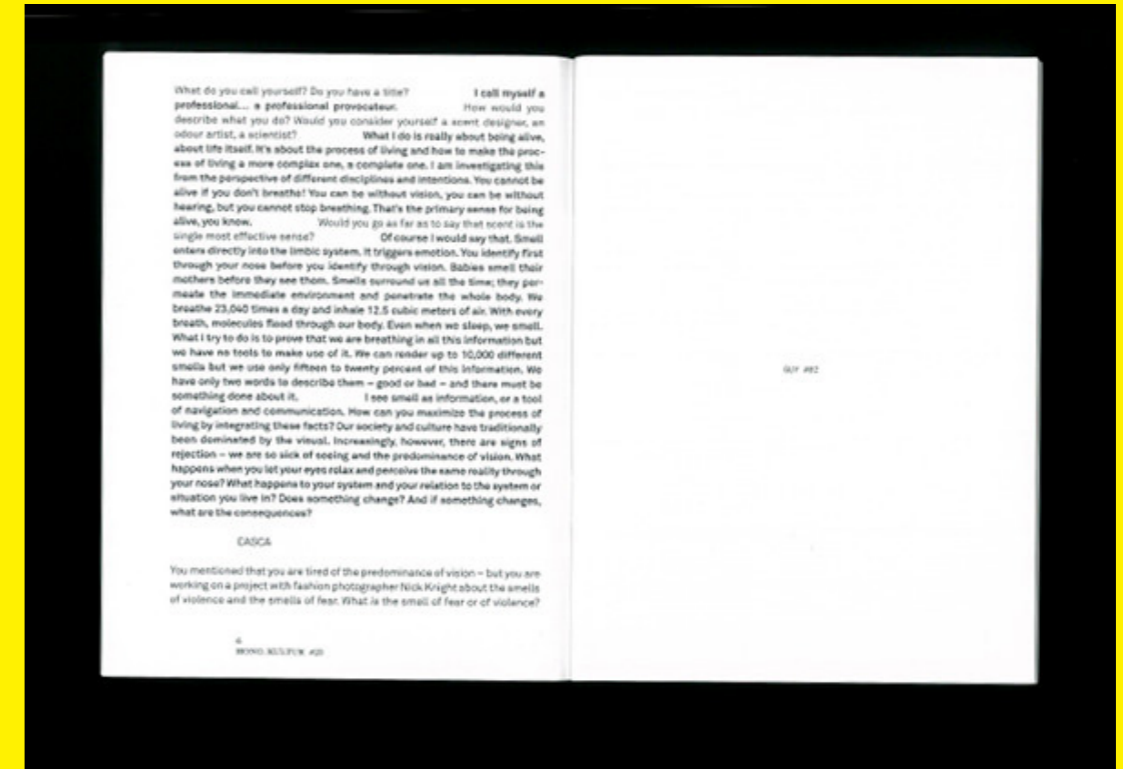 What do you call yourself? Do you have a title? I call myself a
professional... a professional provocateur. How would you
describe what you do? Would you consider yourself a scent designer, an
odour artist, a scientist? What I do is really about being alive,
about life itself. It's about the process of living and how to make the proc-
ess of living a more complex one, a complete one. I am investigating this
from the perspective of different disciplines and intentions. You cannot be
alive if you don't breathe! You can be without vision, you can be without
hearing, but you cannot stop breathing. That's the primary sense for being
alive, you know. Would you go as far as to say that scent is the
single most effective sense? Of course I would say that. Smell
enters directly into the limbic system. It triggers emotion. You identify first
through your nose before you identify through vision. Babies smell their
mothers before they see them. Smells surround us all the time; they per-
meate the immediate environment and penetrate the whole body. We
breathe 23,040 times a day and inhale 12,5 cubic meters of air. With every
breath, molecules flood through our body. Even when we sleep, we smell.
What I try to do is to prove that we are breathing in all this information but
we have no tools to make use of it. We can render up to 10,000 different
smells but we use only fifteen to twenty percent of this information. We
have only two words to describe them – good or bad – and there must be
something done about it. I see smell as information, or a tool
of navigation and communication. How can you maximize the process of
living by integrating these facts? Our society and culture have traditionally
been dominated by the visual. Increasingly, however, there are signs of
rejection – we are so sick of seeing and the predominance of vision. What
happens when you let your eyes relax and perceive the same reality through
your nose? What happens to your system and your relation to the system or
situation you live in? Does something change? And if something changes,
what are the consequences?
CASCA
You mentioned that you are tired of the predominance of vision – but you are
working on a project with fashion photographer Nick Knight about the smells
of violence and the smells of fear. What is the smell of fear or of violence?
6
MONO.KULTUR #23
GUY #02